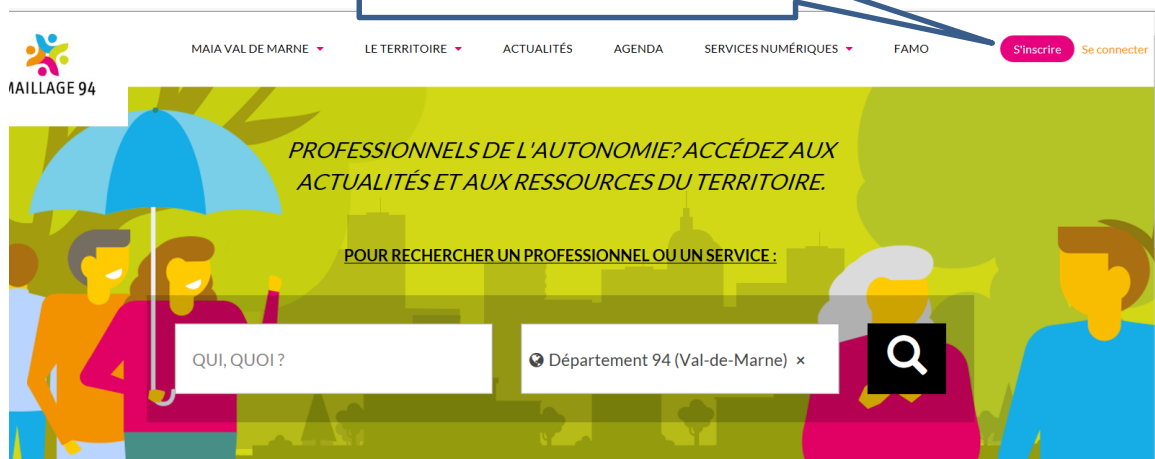 MAIA VAL DE MARNE LE TERRITOIRE ACTUALITÉS AGENDA SERVICES NUMÉRIQUES FAMO S'inscrire Se connecter
MAILLAGE 94
PROFESSIONNELS DE L'AUTONOMIE? ACCÉDEZ AUX
ACTUALITÉS ET AUX RESSOURCES DU TERRITOIRE.
POUR RECHERCHER UN PROFESSIONNEL OU UN SERVICE :
QUI, QUOI ? Département 94 (Val-de-Marne) ×